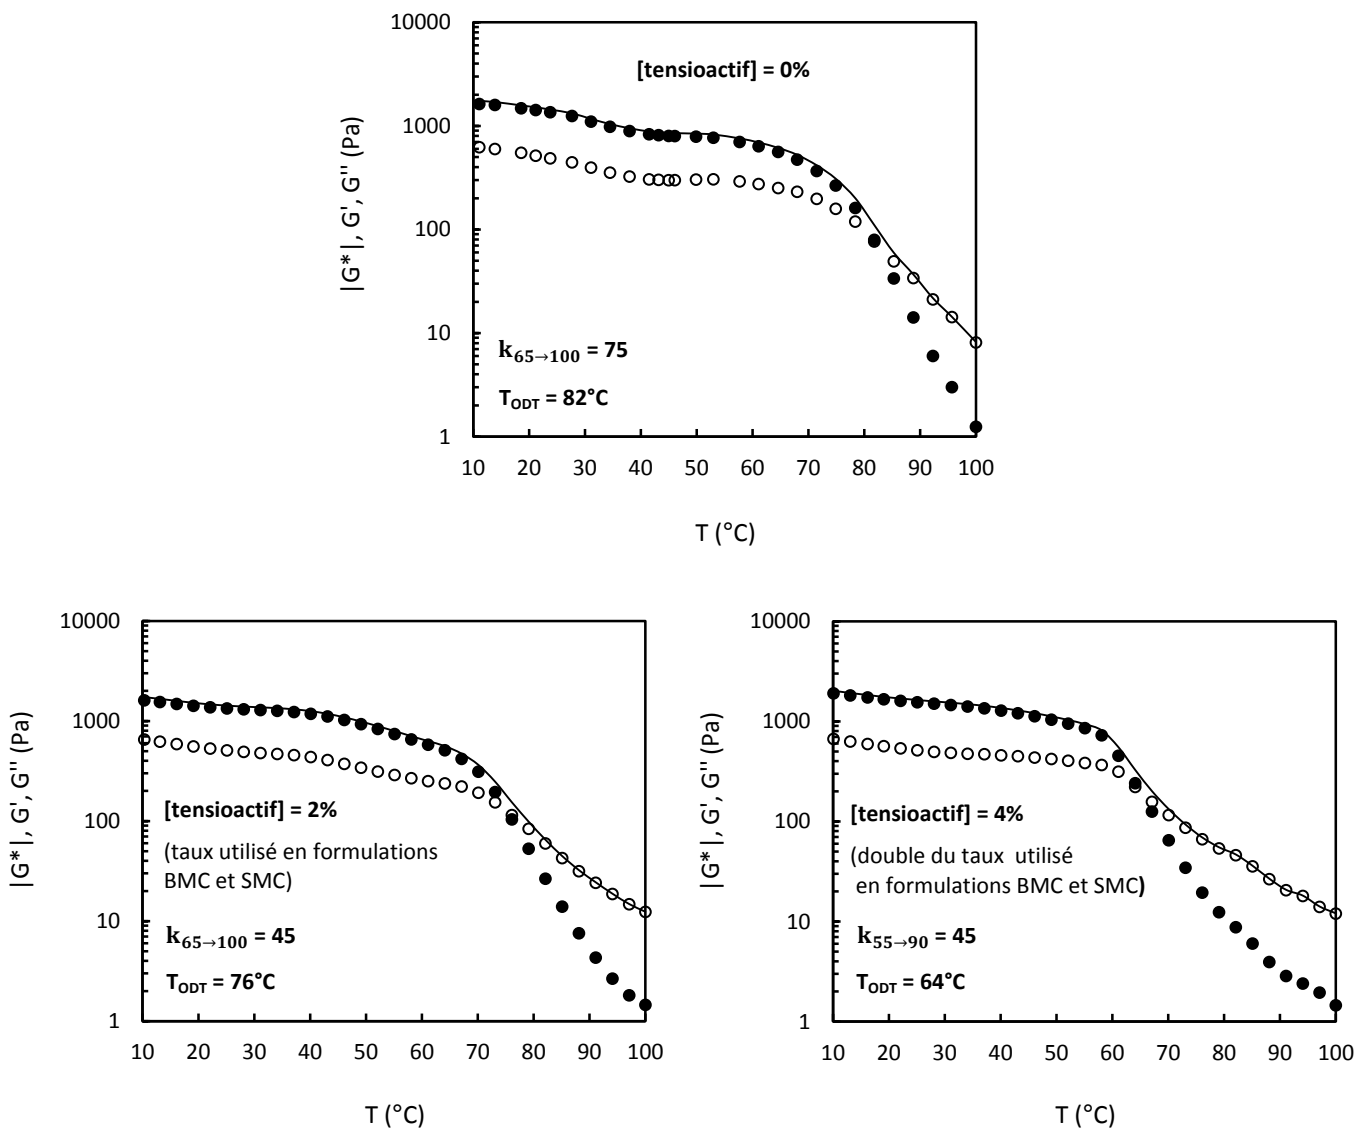 10000
1000
100
10
1
|G*|, G', G'' (Pa)
[tensioactif] = 0%
k65→100 = 75
TODT = 82°C
10 20 30 40 50 60 70 80 90 100
T (°C)
10000
1000
100
10
1
|G*|, G', G'' (Pa)
[tensioactif] = 2%
(taux utilisé en formulations
BMC et SMC)
k65→100 = 45
TODT = 76°C
10 20 30 40 50 60 70 80 90 100
T (°C)
10000
1000
100
10
1
|G*|, G', G'' (Pa)
[tensioactif] = 4%
(double du taux utilisé
en formulations BMC et SMC)
k55→90 = 45
TODT = 64°C
10 20 30 40 50 60 70 80 90 100
T (°C)